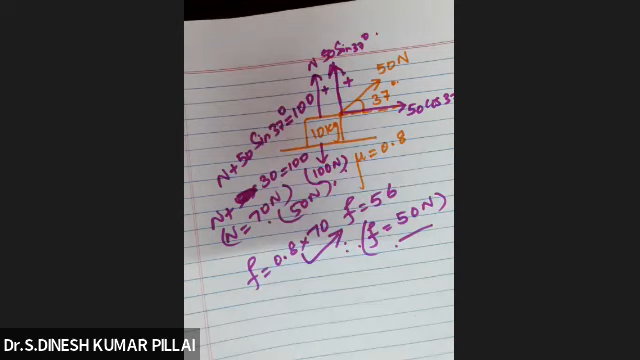 N 50 Sin 37°
50N
37°
50 cos 3
10kg
(100N)
μ = 0.8
N + 50 Sin 37° = 100
N + 30 = 100
(N = 70N) (50N)
f = 0.8 × 70 f = 56
∴ (f = 50N)
Dr.S.DINESH KUMAR PILLAI